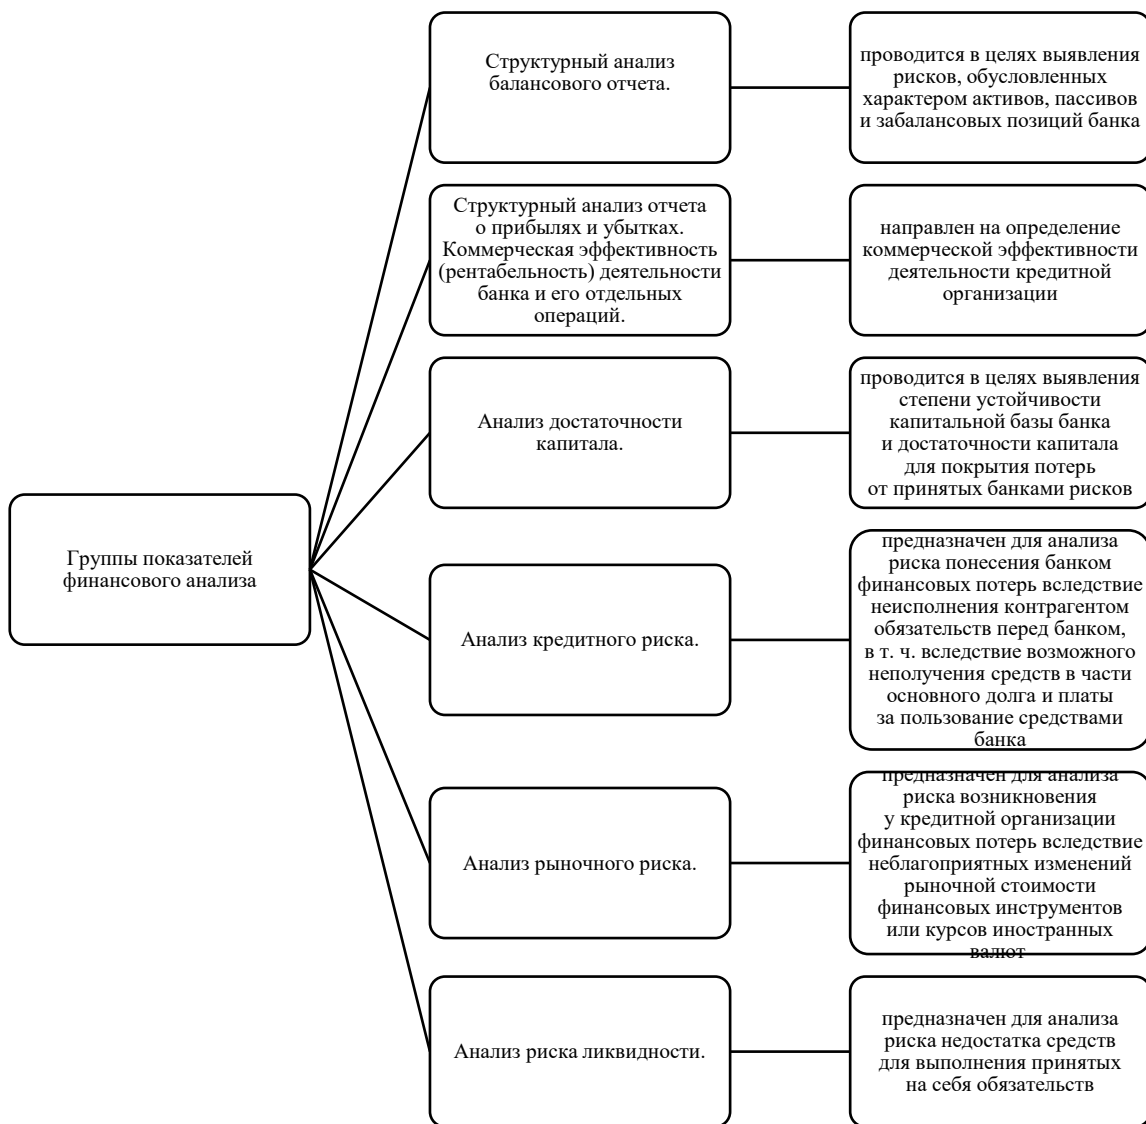 Группы показателей
финансового анализа
Структурный анализ
балансового отчета.
проводится в целях выявления
рисков, обусловленных
характером активов, пассивов
и забалансовых позиций банка
Структурный анализ отчета
о прибылях и убытках.
Коммерческая эффективность
(рентабельность) деятельности
банка и его отдельных
операций.
направлен на определение
коммерческой эффективности
деятельности кредитной
организации
Анализ достаточности
капитала.
проводится в целях выявления
степени устойчивости
капитальной базы банка
и достаточности капитала
для покрытия потерь
от принятых банками рисков
Анализ кредитного риска.
предназначен для анализа
риска понесения банком
финансовых потерь вследствие
неисполнения контрагентом
обязательств перед банком,
в т. ч. вследствие возможного
неполучения средств в части
основного долга и платы
за пользование средствами
банка
Анализ рыночного риска.
предназначен для анализа
риска возникновения
у кредитной организации
финансовых потерь вследствие
неблагоприятных изменений
рыночной стоимости
финансовых инструментов
или курсов иностранных
валют
Анализ риска ликвидности.
предназначен для анализа
риска недостатка средств
для выполнения принятых
на себя обязательств